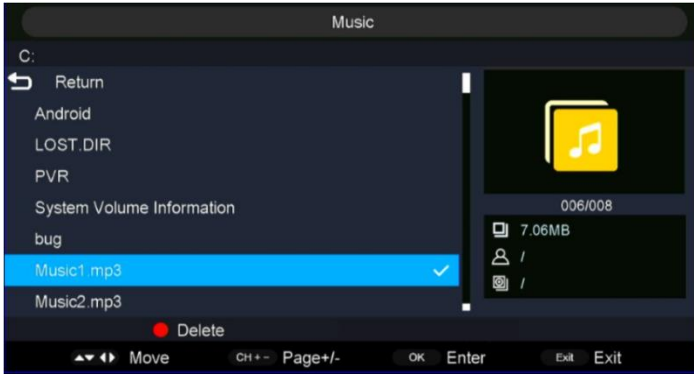 Music
C:
Return
Android
LOST.DIR
PVR
System Volume Information
bug
Music1.mp3
Music2.mp3
006/008
7.06MB
/
/
Delete
Move CH + - Page+/- OK Enter Exit Exit